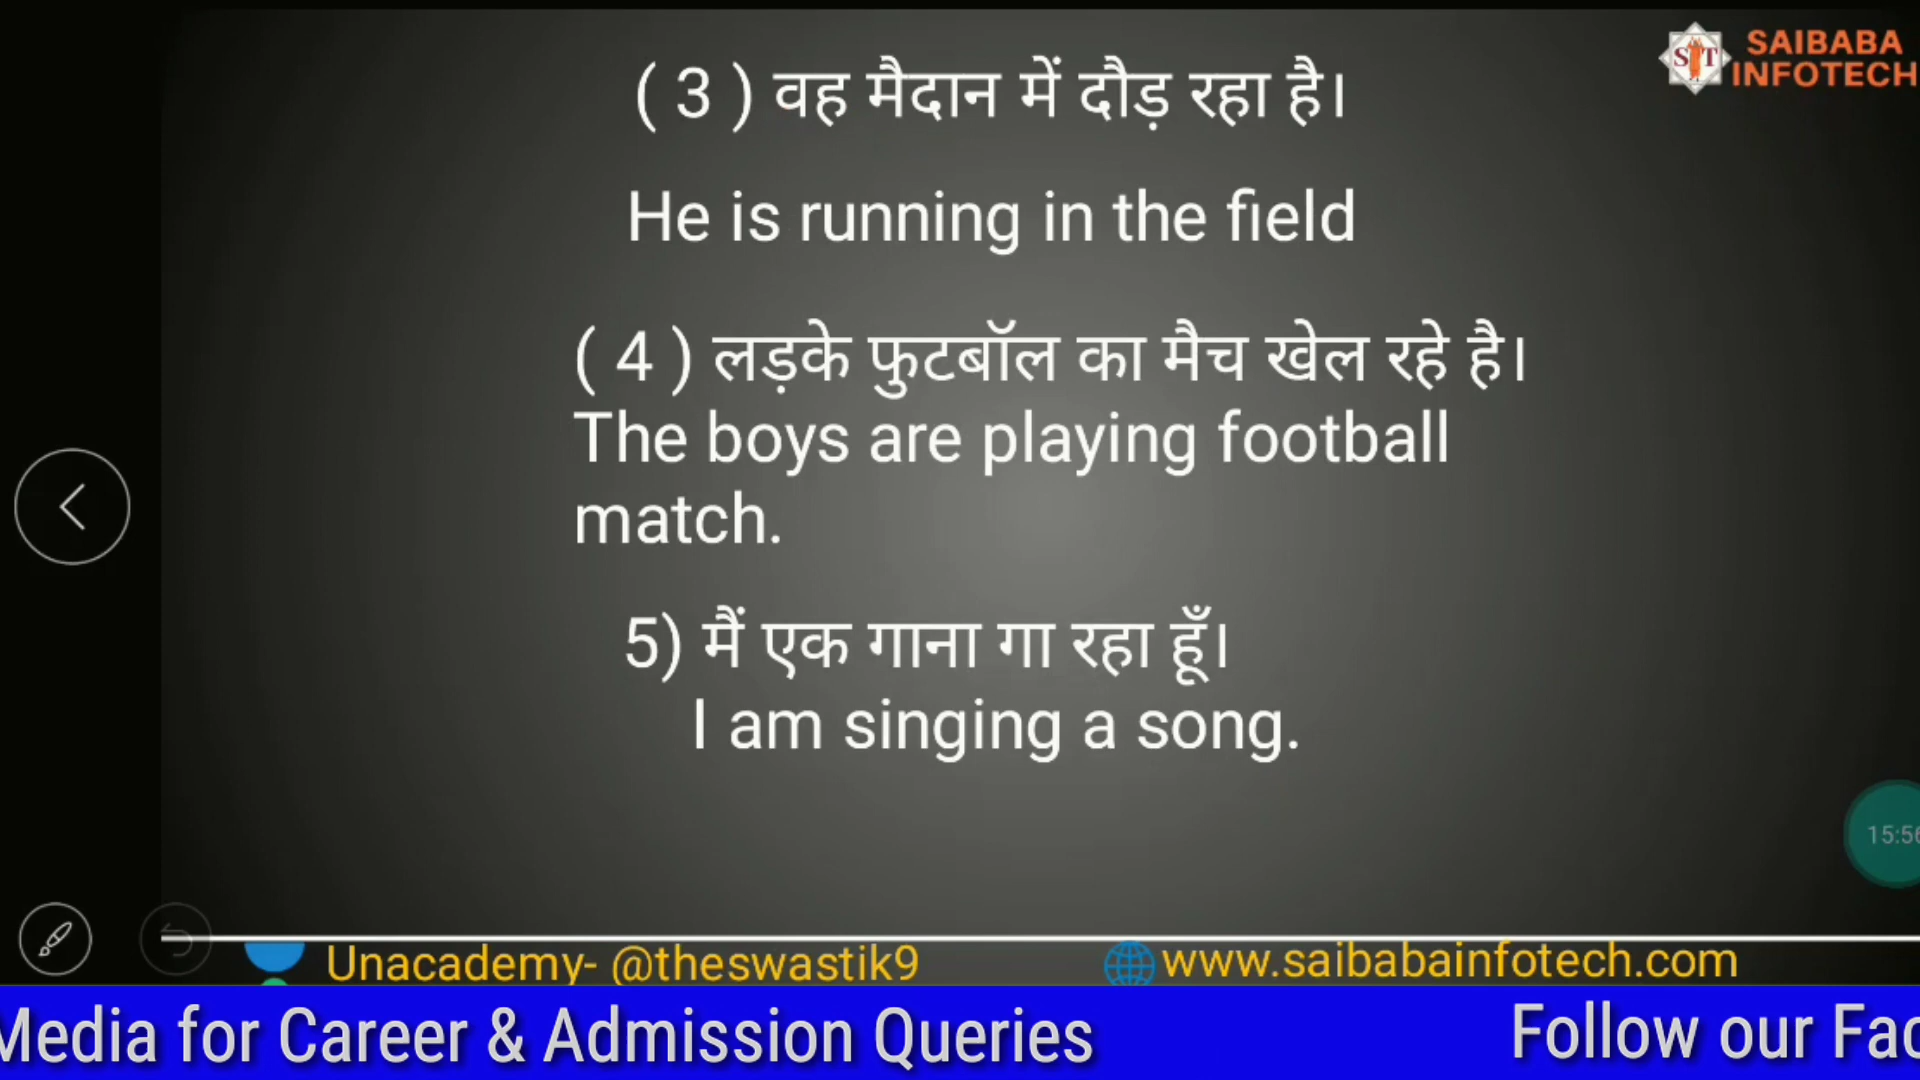 SAIBABA
INFOTECH
( 3 ) वह मैदान में दौड़ रहा है।
He is running in the field
( 4 ) लड़के फुटबॉल का मैच खेल रहे है।
The boys are playing football
match.
5) मैं एक गाना गा रहा हूँ।
I am singing a song.
15:56
Unacademy- @theswastik9
www.saibabainfotech.com
Media for Career & Admission Queries
Follow our Fac